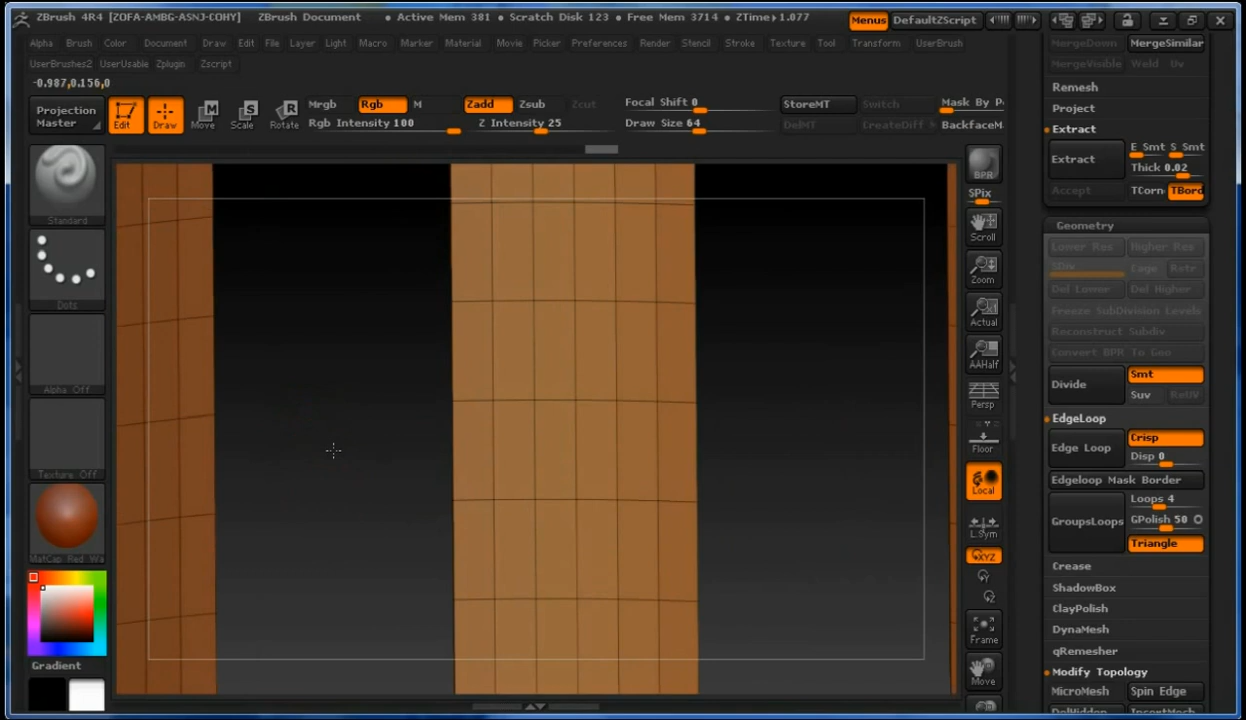 ZBrush 4R4 [ZOFA-AMBG-ASNJ-COHY] ZBrush Document • Active Mem 381 • Scratch Disk 123 • Free Mem 3714 • ZTime▸1.077 Menus DefaultZScript
Alpha Brush Color Document Draw Edit File Layer Light Macro Marker Material Movie Picker Preferences Render Stencil Stroke Texture Tool Transform UserBrush
UserBrushes2 UserUsable Zplugin Zscript
-0.987,0.156,0
Projection Master
Edit Draw Move Scale Rotate
Mrgb Rgb M Zadd Zsub Zcut
Rgb Intensity 100 Z Intensity 25
Focal Shift 0
Draw Size 64
StoreMT Switch Mask By P
DelMT CreateDiff BackfaceM
Standard
Dots
Alpha Off
Texture Off
MatCap Red Wa
Gradient
BPR
SPix
Scroll
Zoom
Actual
AAHalf
Persp
Floor
Local
L.Sym
XYZ
Frame
Move
MergeDown MergeSimilar
MergeVisible Weld Uv
Remesh
Project
Extract
Extract E Smt S Smt
Thick 0.02
Accept TCorn TBord
Geometry
Lower Res Higher Res
SDiv Cage Rstr
Del Lower Del Higher
Freeze SubDivision Levels
Reconstruct Subdiv
Convert BPR To Geo
Divide Smt
Suv ReUV
EdgeLoop
Edge Loop Crisp
Disp 0
Edgeloop Mask Border
GroupsLoops Loops 4
GPolish 50
Triangle
Crease
ShadowBox
ClayPolish
DynaMesh
qRemesher
Modify Topology
MicroMesh Spin Edge
DelHidden InsertMesh